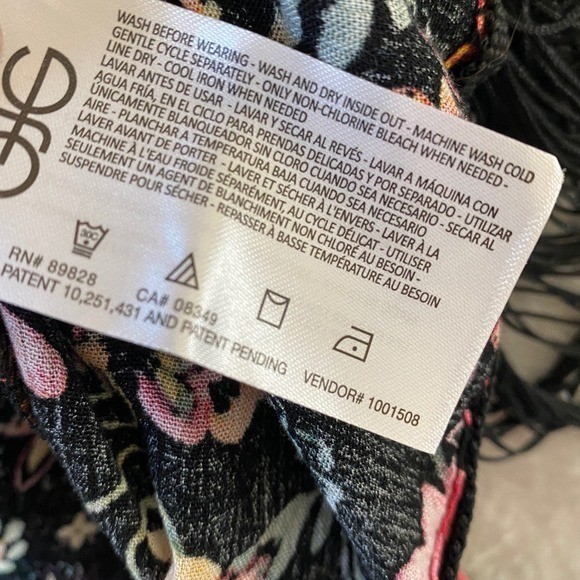 WASH BEFORE WEARING - WASH AND DRY INSIDE OUT - MACHINE WASH COLD
GENTLE CYCLE SEPARATELY - ONLY NON-CHLORINE BLEACH WHEN NEEDED -
LINE DRY - COOL IRON WHEN NEEDED
LAVAR ANTES DE USAR - LAVAR Y SECAR AL REVÉS - LAVAR A MÁQUINA CON
AGUA FRÍA, EN EL CICLO PARA PRENDAS DELICADAS Y POR SEPARADO - UTILIZAR
ÚNICAMENTE BLANQUEADOR SIN CLORO CUANDO SEA NECESARIO - SECAR AL
AIRE - PLANCHAR A TEMPERATURA BAJA CUANDO SEA NECESARIO
LAVER AVANT DE PORTER - LAVER ET SÉCHER À L'ENVERS - LAVER À LA
MACHINE À L'EAU FROIDE SÉPARÉMENT, AU CYCLE DÉLICAT - UTILISER
SEULEMENT UN AGENT DE BLANCHIMENT NON CHLORÉ AU BESOIN -
SUSPENDRE POUR SÉCHER - REPASSER À BASSE TEMPÉRATURE AU BESOIN
30C
RN# 89828 CA# 08349
PATENT 10,251,431 AND PATENT PENDING VENDOR# 1001508